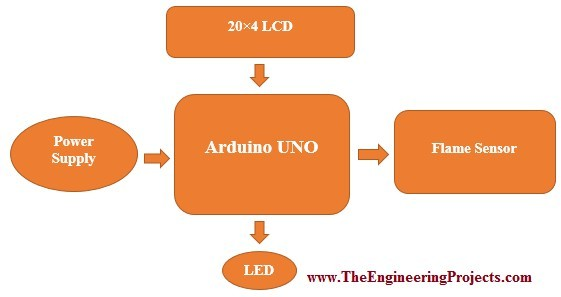 20×4 LCD
Power
Supply
Arduino UNO
Flame Sensor
LED
www.TheEngineeringProjects.com